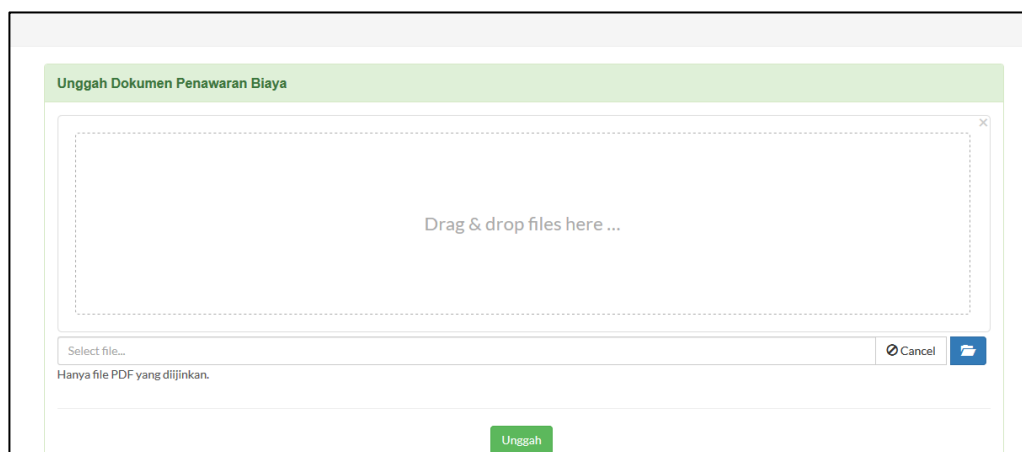 Unggah Dokumen Penawaran Biaya
×
Drag & drop files here ...
Select file... Cancel
Hanya file PDF yang diijinkan.
Unggah